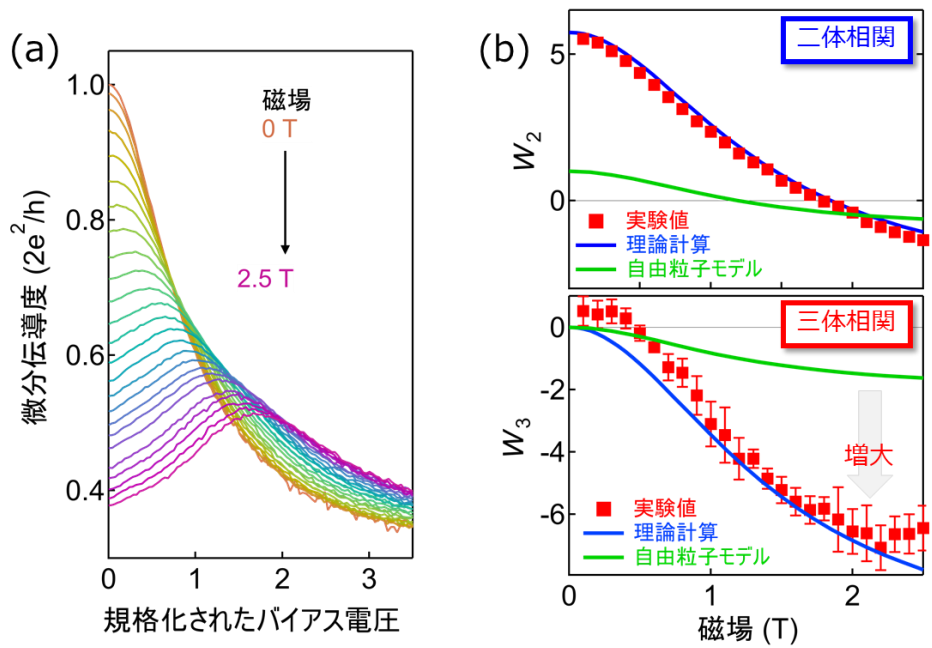 (a)
磁場
0 T
2.5 T
1.0
0.8
0.6
0.4
微分伝導度 (2e²/h)
0
1
2
3
規格化されたバイアス電圧
(b)
二体相関
5
0
W₂
実験値
理論計算
自由粒子モデル
三体相関
0
-2
-4
-6
W₃
増大
実験値
理論計算
自由粒子モデル
0
1
2
磁場 (T)